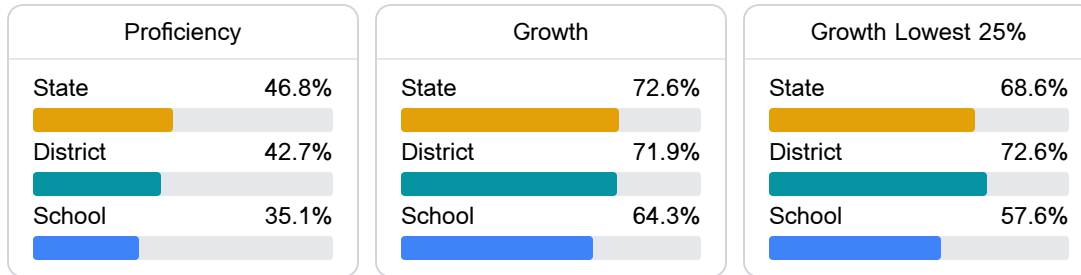 Proficiency
State 46.8%
District 42.7%
School 35.1%
Growth
State 72.6%
District 71.9%
School 64.3%
Growth Lowest 25%
State 68.6%
District 72.6%
School 57.6%